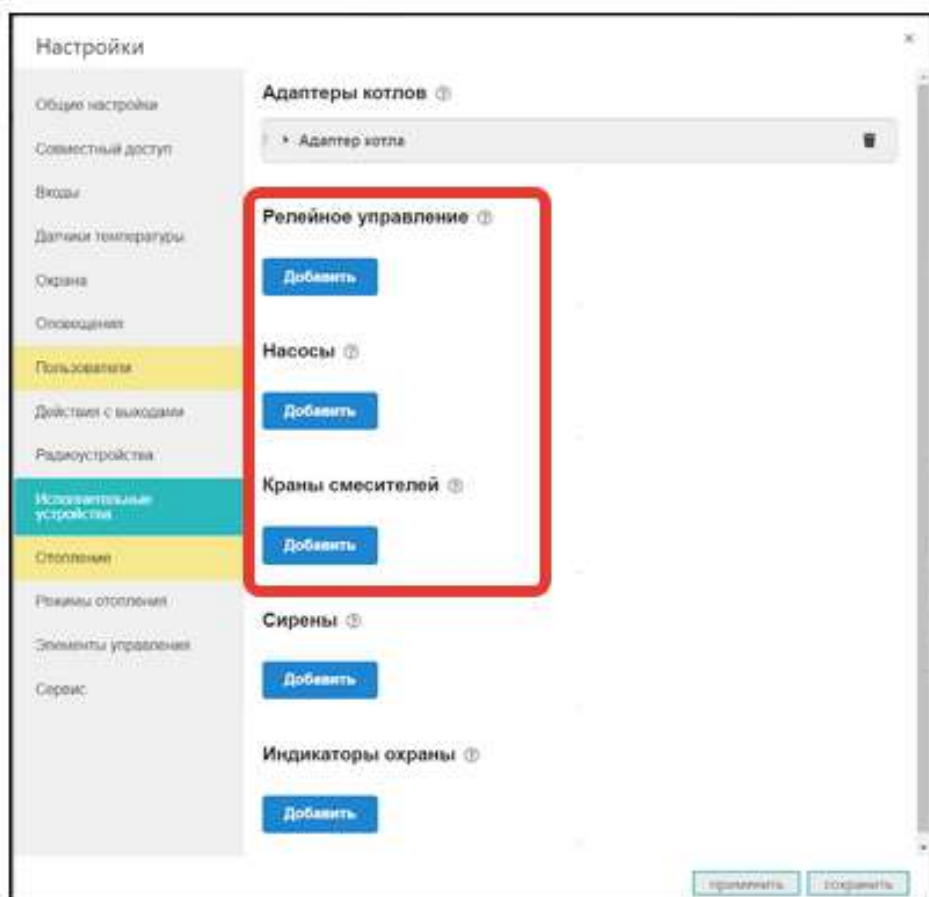 Настройки
×
Общие настройки
Совместный доступ
Входы
Датчики температуры
Охрана
Оповещения
Пользователи
Действия с выходами
Радиоустройства
Исполнительные
устройства
Отопление
Режимы отопления
Элементы управления
Сервис
Адаптеры котлов ?
Адаптер котла
Релейное управление ?
Добавить
Насосы ?
Добавить
Краны смесителей ?
Добавить
Сирены ?
Добавить
Индикаторы охраны ?
Добавить
применить
сохранить